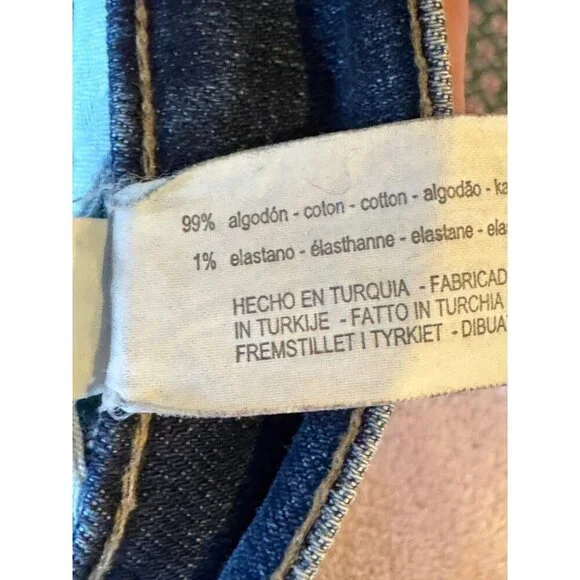 99% algodón - coton - cotton - algodão -
1% elastano - élasthanne - elastane -
HECHO EN TURQUIA -
IN TURKIJE - FATTO IN TURCHIA
FREMSTILLET I TYRKIET -